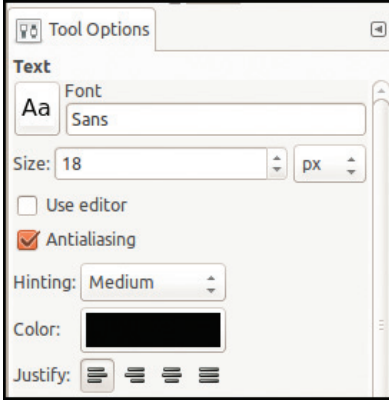 Tool Options
Text
Aa
Font
Sans
Size: 18 px
Use editor
Antialiasing
Hinting: Medium
Color:
Justify: